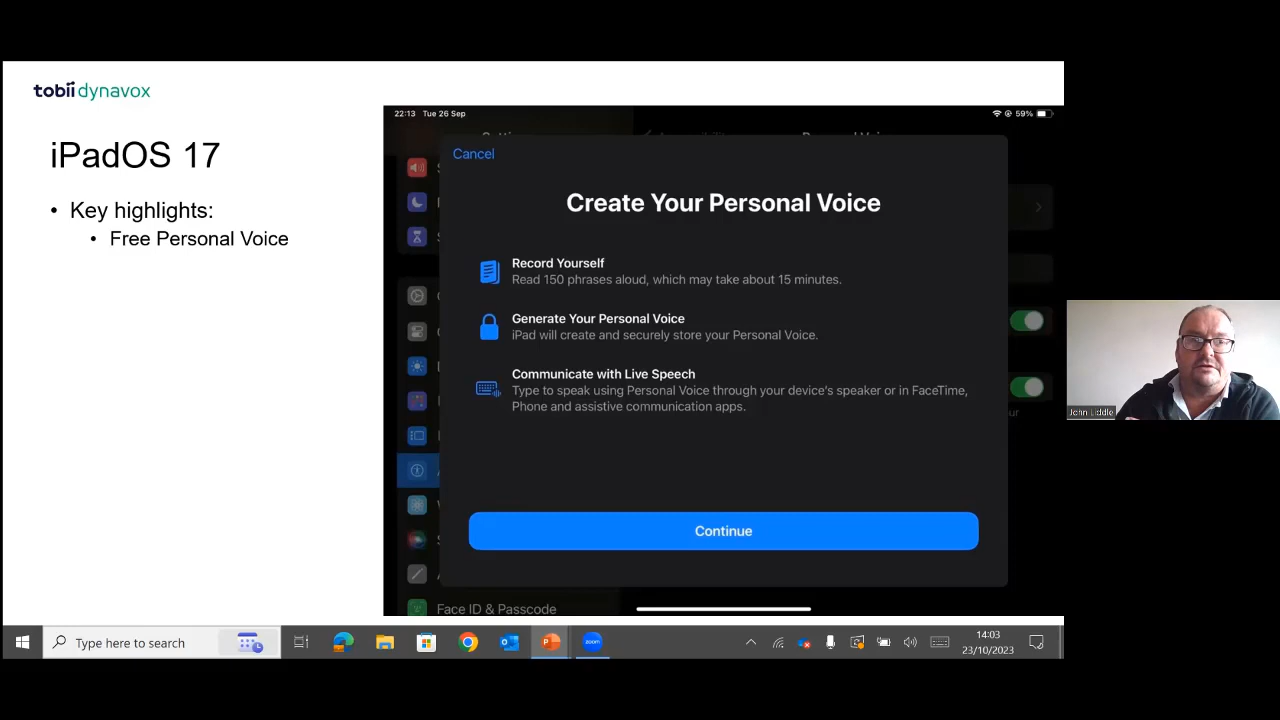 tobii dynavox
iPadOS 17
• Key highlights:
• Free Personal Voice
22:13 Tue 26 Sep
59%
Cancel
Create Your Personal Voice
Record Yourself
Read 150 phrases aloud, which may take about 15 minutes.
Generate Your Personal Voice
iPad will create and securely store your Personal Voice.
Communicate with Live Speech
Type to speak using Personal Voice through your device's speaker or in FaceTime,
Phone and assistive communication apps.
Continue
Face ID & Passcode
John Liddle
Type here to search
zoom
14:03
23/10/2023